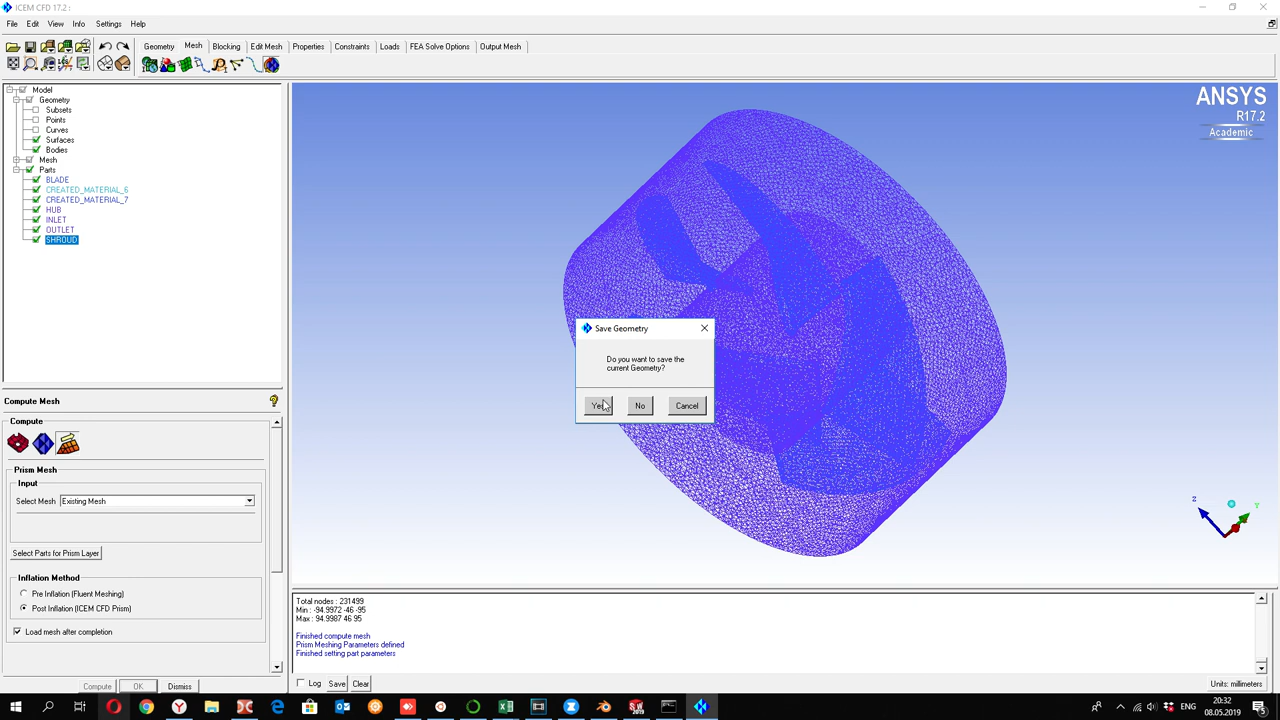 ICEM CFD 17.2 :
File Edit View Info Settings Help
Geometry Mesh Blocking Edit Mesh Properties Constraints Loads FEA Solve Options Output Mesh
Model
Geometry
Subsets
Points
Curves
Surfaces
Bodies
Mesh
Parts
BLADE
CREATED_MATERIAL_6
CREATED_MATERIAL_7
HUB
INLET
OUTLET
SHROUD
ANSYS
R17.2
Academic
Save Geometry
Do you want to save the
current Geometry?
Yes No Cancel
Z
Y
Compute Mesh
Compute
Prism Mesh
Input
Select Mesh Existing Mesh
Select Parts for Prism Layer
Inflation Method
Pre Inflation (Fluent Meshing)
Post Inflation (ICEM CFD Prism)
Load mesh after completion
Compute OK Dismiss
Total nodes : 231499
Min : -94.9972 -46 -95
Max : 94.9987 46 95
Finished compute mesh
Prism Meshing Parameters defined
Finished setting part parameters
Log Save Clear
Units: millimeters
ENG
20:32
08.05.2019